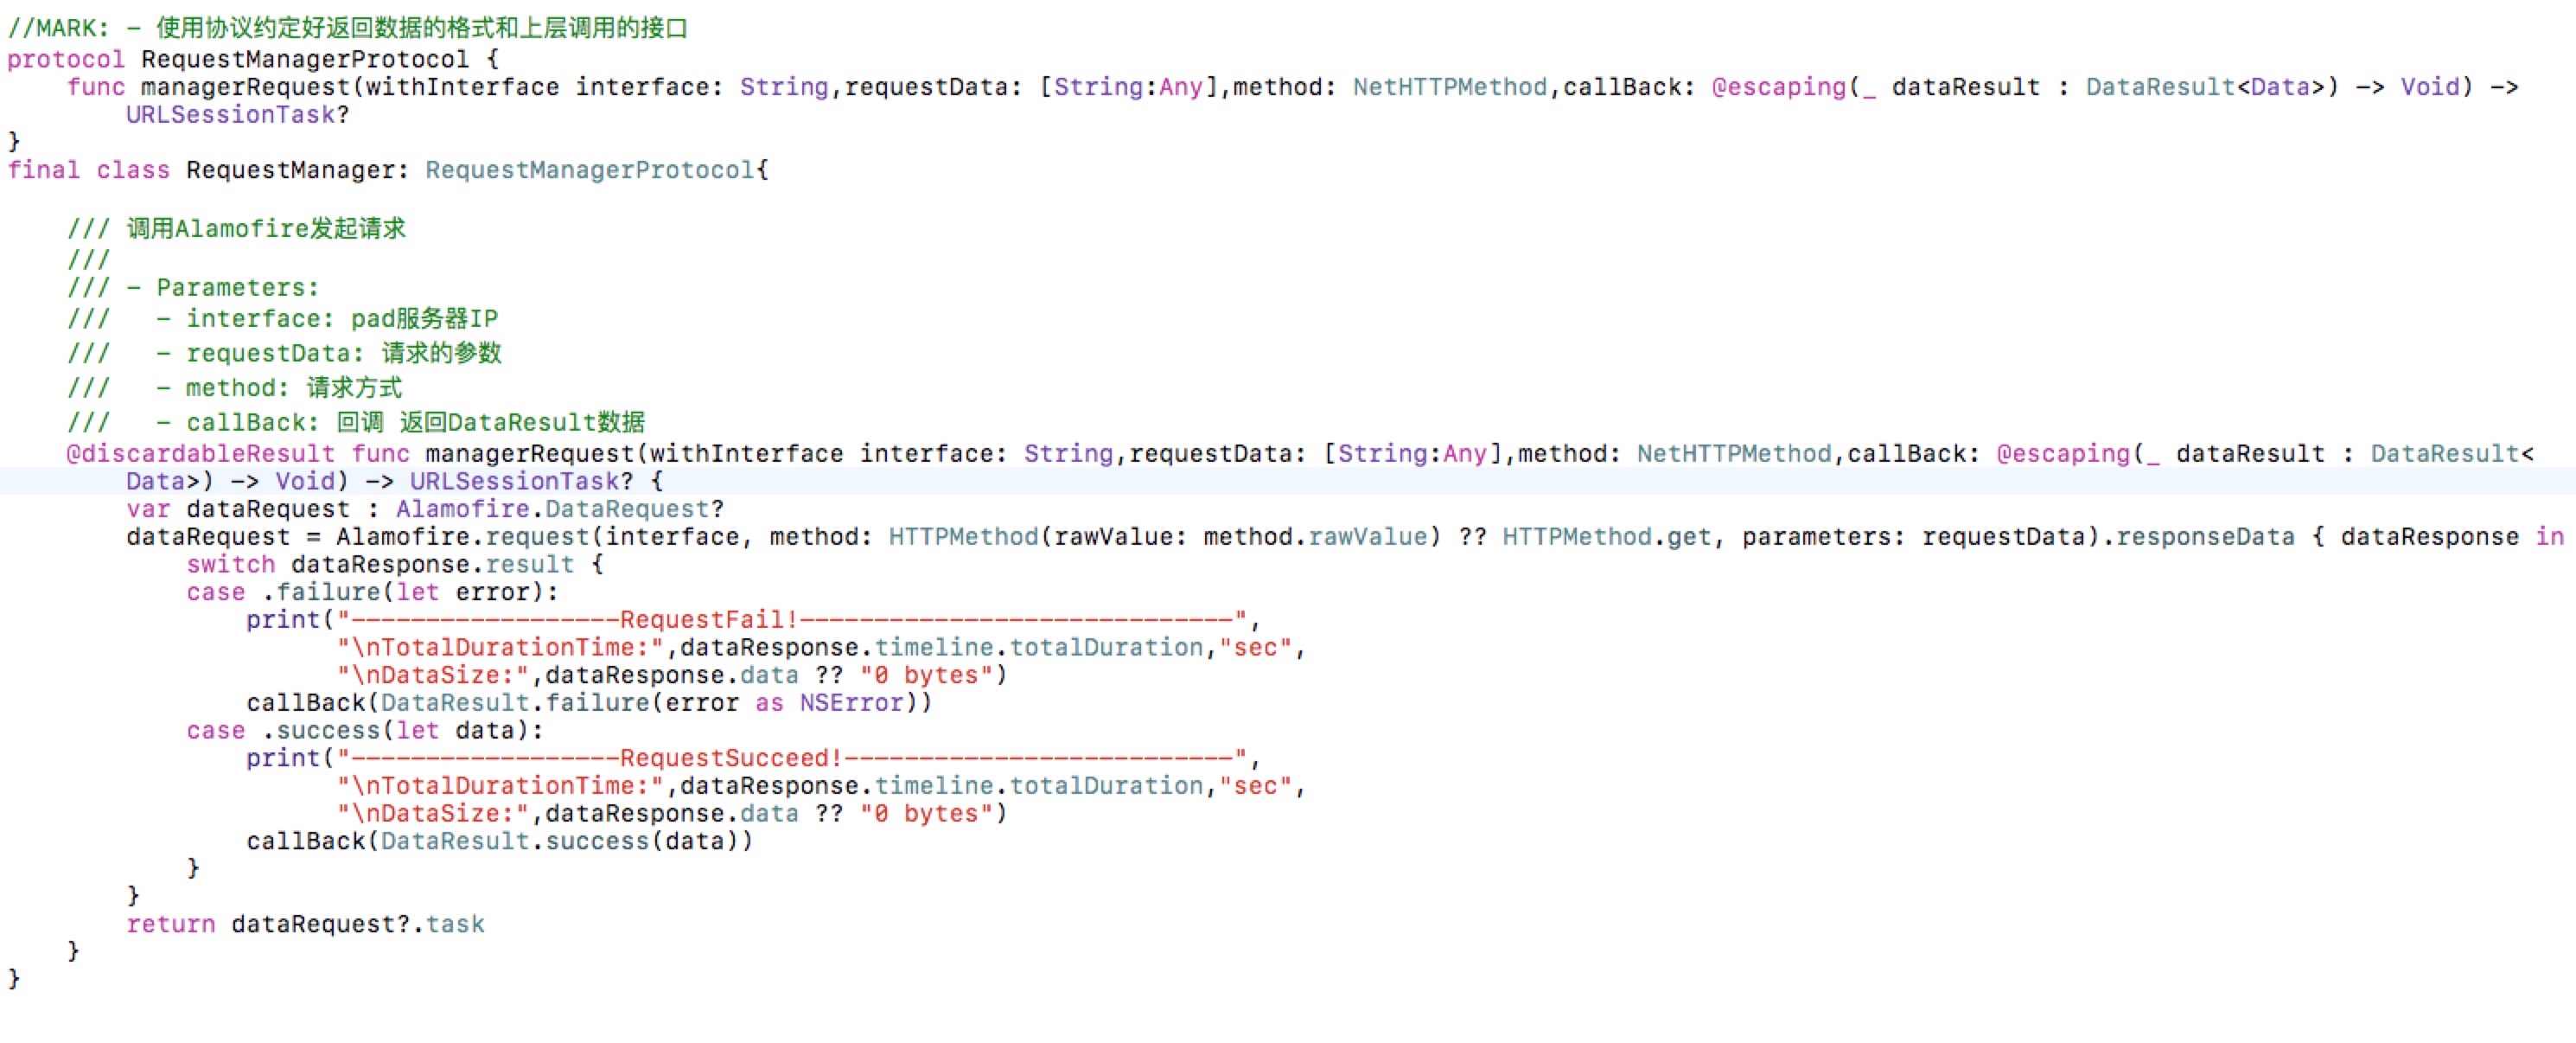 //MARK: - 使用协议约定好返回数据的格式和上层调用的接口
protocol RequestManagerProtocol {
    func managerRequest(withInterface interface: String,requestData: [String:Any],method: NetHTTPMethod,callBack: @escaping(_ dataResult : DataResult<Data>) -> Void) ->
        URLSessionTask?
}
final class RequestManager: RequestManagerProtocol{
    /// 调用Alamofire发起请求
    ///
    /// - Parameters:
    ///   - interface: pad服务器IP
    ///   - requestData: 请求的参数
    ///   - method: 请求方式
    ///   - callBack: 回调 返回DataResult数据
    @discardableResult func managerRequest(withInterface interface: String,requestData: [String:Any],method: NetHTTPMethod,callBack: @escaping(_ dataResult : DataResult<
        Data>) -> Void) -> URLSessionTask? {
        var dataRequest : Alamofire.DataRequest?
        dataRequest = Alamofire.request(interface, method: HTTPMethod(rawValue: method.rawValue) ?? HTTPMethod.get, parameters: requestData).responseData { dataResponse in
            switch dataResponse.result {
            case .failure(let error):
                print("------------------RequestFail!-----------------------------",
                      "\nTotalDurationTime:",dataResponse.timeline.totalDuration,"sec",
                      "\nDataSize:",dataResponse.data ?? "0 bytes")
                callBack(DataResult.failure(error as NSError))
            case .success(let data):
                print("------------------RequestSucceed!--------------------------",
                      "\nTotalDurationTime:",dataResponse.timeline.totalDuration,"sec",
                      "\nDataSize:",dataResponse.data ?? "0 bytes")
                callBack(DataResult.success(data))
            }
        }
        return dataRequest?.task
    }
}